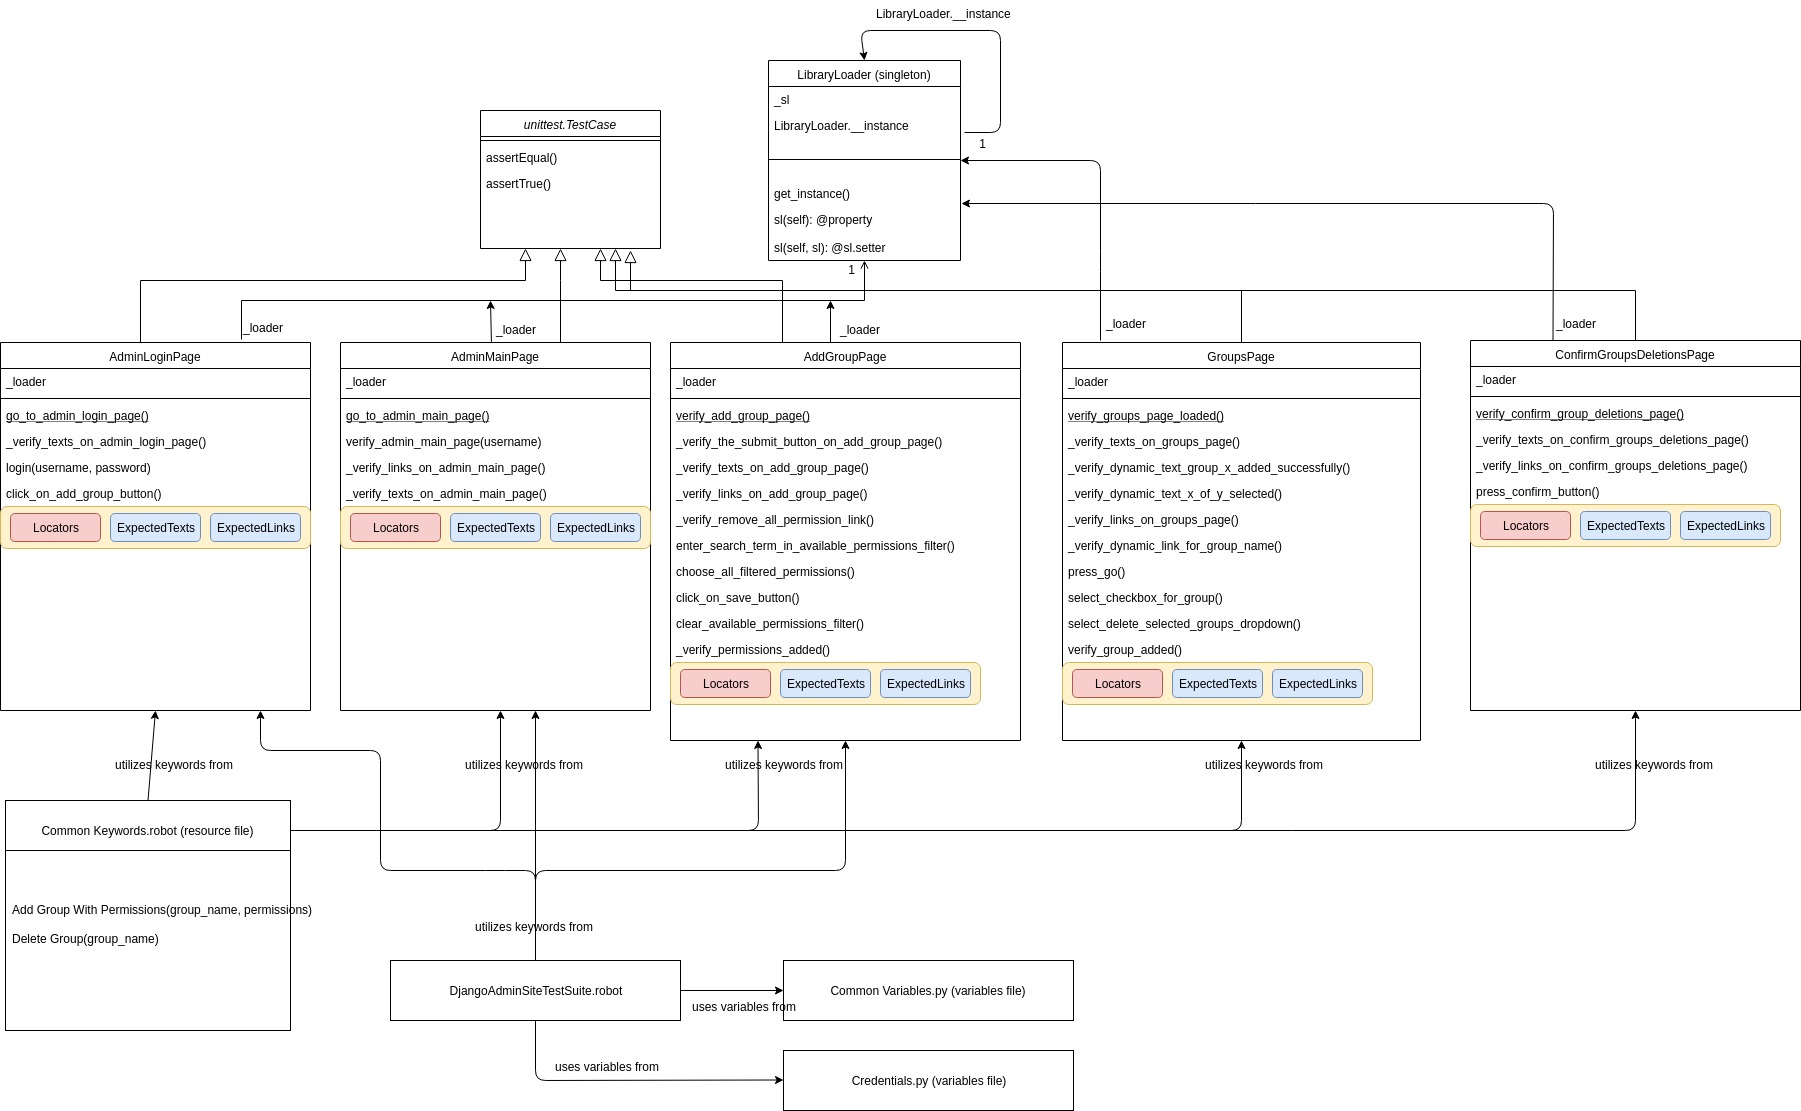 LibraryLoader.__instance
LibraryLoader (singleton)
_sl
LibraryLoader.__instance
1
get_instance()
sl(self): @property
sl(self, sl): @sl.setter
1
unittest.TestCase
assertEqual()
assertTrue()
_loader
_loader
_loader
_loader
_loader
AdminLoginPage
_loader
go_to_admin_login_page()
_verify_texts_on_admin_login_page()
login(username, password)
click_on_add_group_button()
Locators
ExpectedTexts
ExpectedLinks
AdminMainPage
_loader
go_to_admin_main_page()
verify_admin_main_page(username)
_verify_links_on_admin_main_page()
_verify_texts_on_admin_main_page()
Locators
ExpectedTexts
ExpectedLinks
AddGroupPage
_loader
verify_add_group_page()
_verify_the_submit_button_on_add_group_page()
_verify_texts_on_add_group_page()
_verify_links_on_add_group_page()
_verify_remove_all_permission_link()
enter_search_term_in_available_permissions_filter()
choose_all_filtered_permissions()
click_on_save_button()
clear_available_permissions_filter()
_verify_permissions_added()
Locators
ExpectedTexts
ExpectedLinks
GroupsPage
_loader
verify_groups_page_loaded()
_verify_texts_on_groups_page()
_verify_dynamic_text_group_x_added_successfully()
_verify_dynamic_text_x_of_y_selected()
_verify_links_on_groups_page()
_verify_dynamic_link_for_group_name()
press_go()
select_checkbox_for_group()
select_delete_selected_groups_dropdown()
verify_group_added()
Locators
ExpectedTexts
ExpectedLinks
ConfirmGroupsDeletionsPage
_loader
verify_confirm_group_deletions_page()
_verify_texts_on_confirm_groups_deletions_page()
_verify_links_on_confirm_groups_deletions_page()
press_confirm_button()
Locators
ExpectedTexts
ExpectedLinks
utilizes keywords from
utilizes keywords from
utilizes keywords from
utilizes keywords from
utilizes keywords from
Common Keywords.robot (resource file)
Add Group With Permissions(group_name, permissions)
Delete Group(group_name)
utilizes keywords from
DjangoAdminSiteTestSuite.robot
uses variables from
Common Variables.py (variables file)
uses variables from
Credentials.py (variables file)